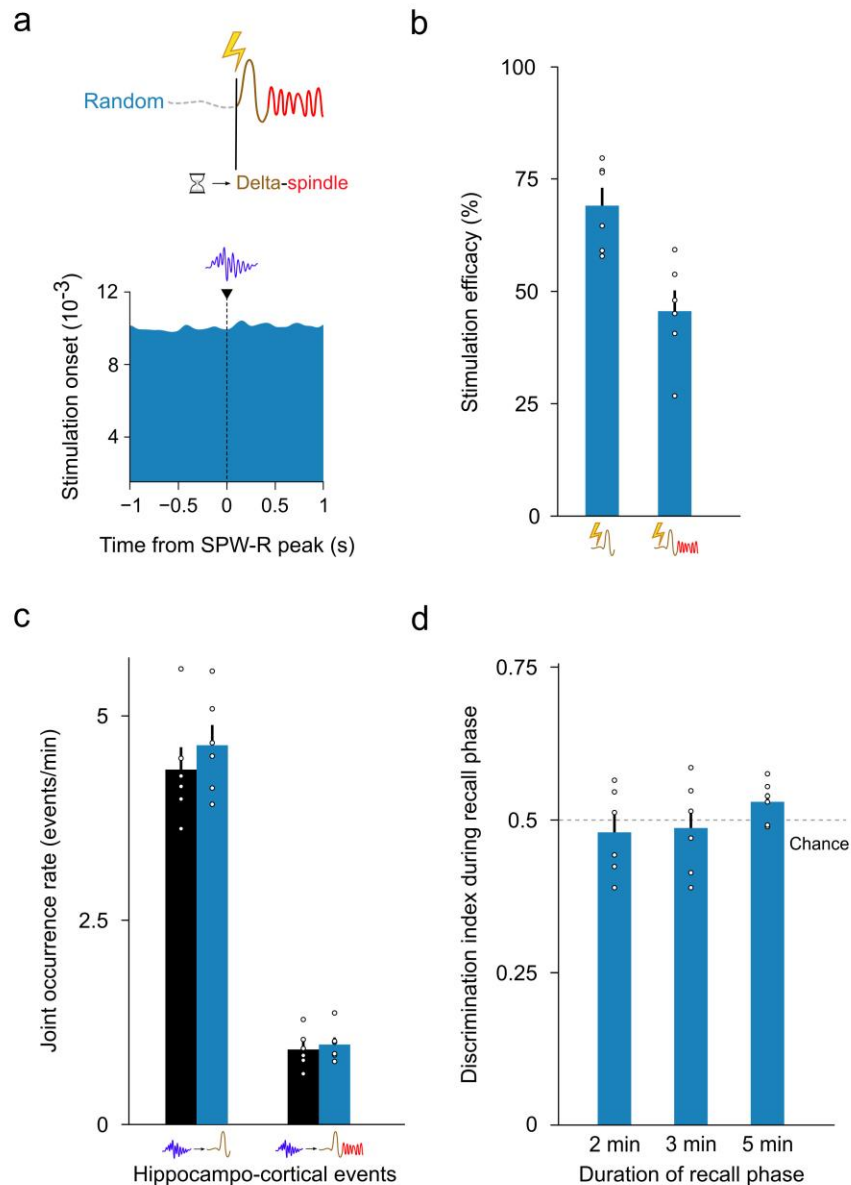 a
Random
Delta-spindle
Stimulation onset (10⁻³)
12
8
4
−1
−0.5
0
0.5
1
Time from SPW-R peak (s)
b
Stimulation efficacy (%)
100
75
50
25
0
c
Joint occurrence rate (events/min)
5
2.5
0
Hippocampo-cortical events
d
Discrimination index during recall phase
0.75
0.5
0.25
0
Chance
2 min
3 min
5 min
Duration of recall phase